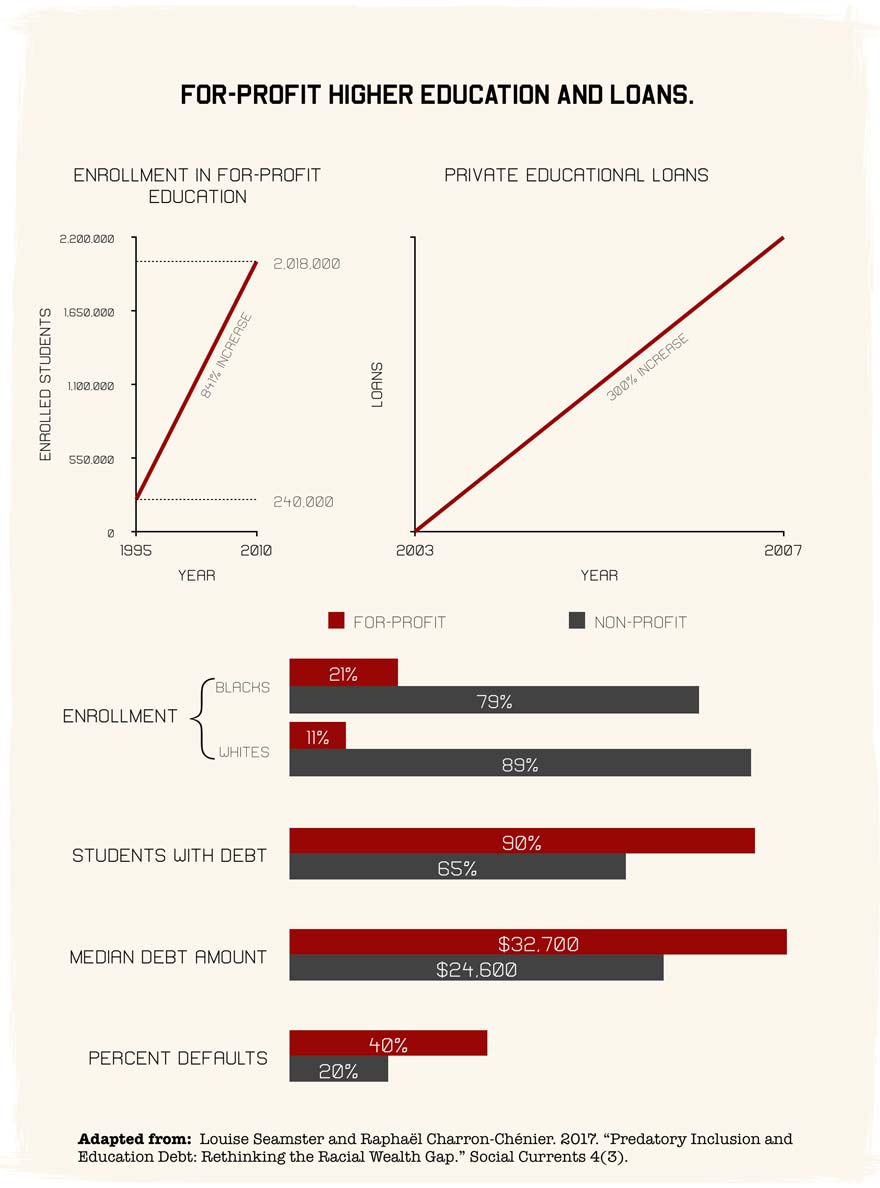 FOR-PROFIT HIGHER EDUCATION AND LOANS.
ENROLLMENT IN FOR-PROFIT
EDUCATION
ENROLLED STUDENTS
2,200,000
1,650,000
1,100,000
550,000
0
2,018,000
841% INCREASE
240,000
1995
2010
YEAR
PRIVATE EDUCATIONAL LOANS
LOANS
300% INCREASE
2003
2007
YEAR
FOR-PROFIT
NON-PROFIT
ENROLLMENT
BLACKS
21%
79%
WHITES
11%
89%
STUDENTS WITH DEBT
90%
65%
MEDIAN DEBT AMOUNT
$32,700
$24,600
PERCENT DEFAULTS
40%
20%
Adapted from: Louise Seamster and Raphaël Charron-Chénier. 2017. “Predatory Inclusion and
Education Debt: Rethinking the Racial Wealth Gap.” Social Currents 4(3).